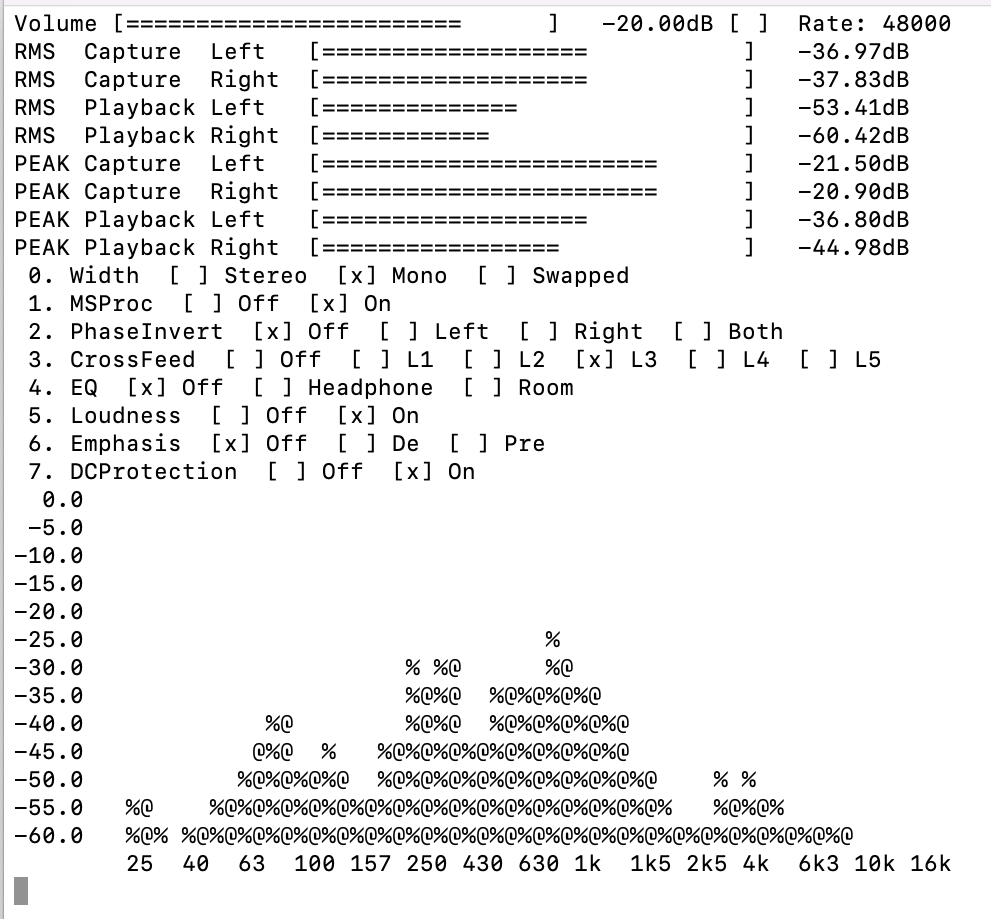 Volume [========================      ]   -20.00dB [ ]  Rate: 48000
RMS  Capture  Left   [===================           ]   -36.97dB
RMS  Capture  Right  [===================           ]   -37.83dB
RMS  Playback Left   [==============                ]   -53.41dB
RMS  Playback Right  [============                  ]   -60.42dB
PEAK Capture  Left   [========================      ]   -21.50dB
PEAK Capture  Right  [========================      ]   -20.90dB
PEAK Playback Left   [===================           ]   -36.80dB
PEAK Playback Right  [=================             ]   -44.98dB
 0. Width  [ ] Stereo  [x] Mono  [ ] Swapped
 1. MSProc  [ ] Off  [x] On
 2. PhaseInvert  [x] Off  [ ] Left  [ ] Right  [ ] Both
 3. CrossFeed  [ ] Off  [ ] L1  [ ] L2  [x] L3  [ ] L4  [ ] L5
 4. EQ  [x] Off  [ ] Headphone  [ ] Room
 5. Loudness  [ ] Off  [x] On
 6. Emphasis  [x] Off  [ ] De  [ ] Pre
 7. DCProtection  [ ] Off  [x] On
  0.0
 -5.0
-10.0
-15.0
-20.0
-25.0                                 %
-30.0                       % %@      %@
-35.0                       %@%@  %@%@%@%@
-40.0             %@        %@%@  %@%@%@%@%@
-45.0            @%@  %   %@%@%@%@%@%@%@%@%@
-50.0           %@%@%@%@  %@%@%@%@%@%@%@%@%@%@    % %
-55.0   %@    %@%@%@%@%@%@%@%@%@%@%@%@%@%@%@%@%   %@%@%
-60.0   %@% %@%@%@%@%@%@%@%@%@%@%@%@%@%@%@%@%@%@%@%@%@%@%@%@
        25  40  63  100 157 250 430 630 1k  1k5 2k5 4k  6k3 10k 16k